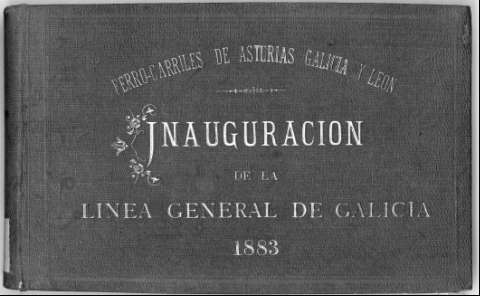 FERRO-CARRILES DE ASTURIAS GALICIA Y LEON
INAUGURACION
DE LA
LINEA GENERAL DE GALICIA
1883